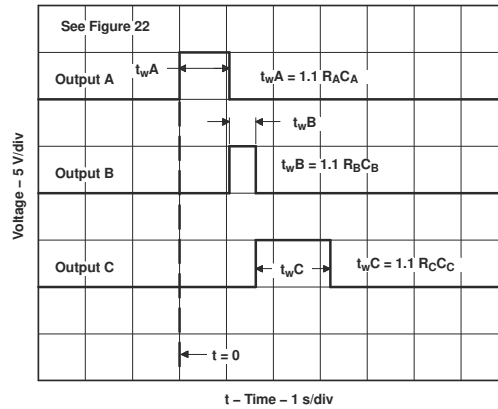 See Figure 22
Output A
twA
twA = 1.1 RACA
twB
Output B
twB = 1.1 RBCB
Output C
twC
twC = 1.1 RCCC
t = 0
Voltage – 5 V/div
t – Time – 1 s/div